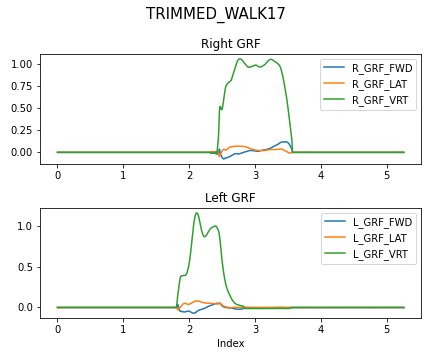 TRIMMED_WALK17
Right GRF
1.00
0.75
0.50
0.25
0.00
R_GRF_FWD
R_GRF_LAT
R_GRF_VRT
0 1 2 3 4 5
Left GRF
1.0
0.5
0.0
L_GRF_FWD
L_GRF_LAT
L_GRF_VRT
0 1 2 3 4 5
Index